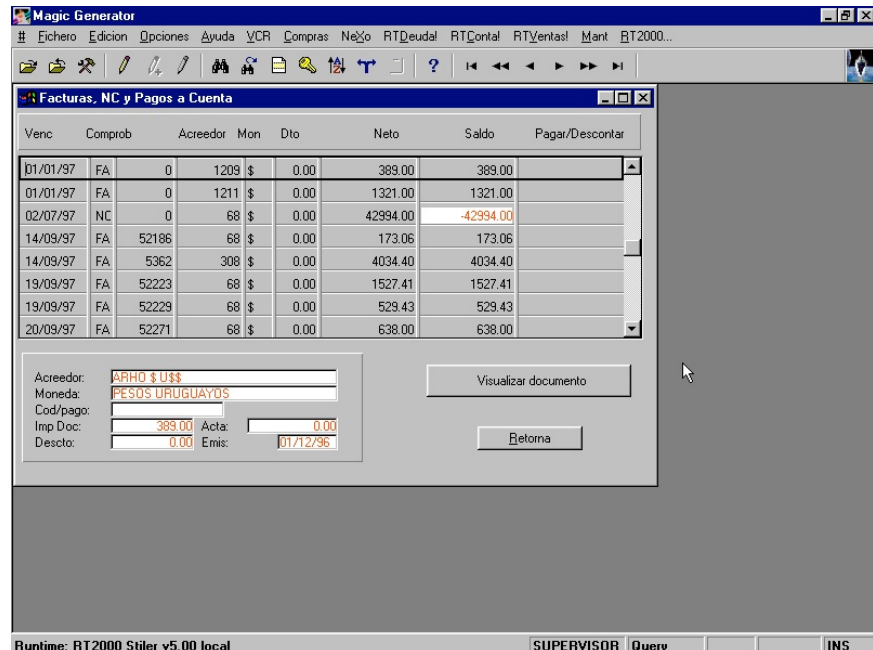 Magic Generator
# Fichero Edicion Opciones Ayuda VCR Compras NeXo RTDeuda! RTConta! RTVentas! Mant RT2000...
Facturas, NC y Pagos a Cuenta
Venc Comprob Acreedor Mon Dto Neto Saldo Pagar/Descontar
01/01/97 FA 0 1209 $ 0.00 389.00 389.00
01/01/97 FA 0 1211 $ 0.00 1321.00 1321.00
02/07/97 NC 0 68 $ 0.00 42994.00 -42994.00
14/09/97 FA 52186 68 $ 0.00 173.06 173.06
14/09/97 FA 5362 308 $ 0.00 4034.40 4034.40
19/09/97 FA 52223 68 $ 0.00 1527.41 1527.41
19/09/97 FA 52229 68 $ 0.00 529.43 529.43
20/09/97 FA 52271 68 $ 0.00 638.00 638.00
Acreedor: ARHO $ U$$
Moneda: PESOS URUGUAYOS
Cod/pago:
Imp Doc: 389.00 Acta: 0.00
Descto: 0.00 Emis: 01/12/96
Visualizar documento
Retorna
Runtime: RT2000 Stiler v5.00 local SUPERVISOR Query INS